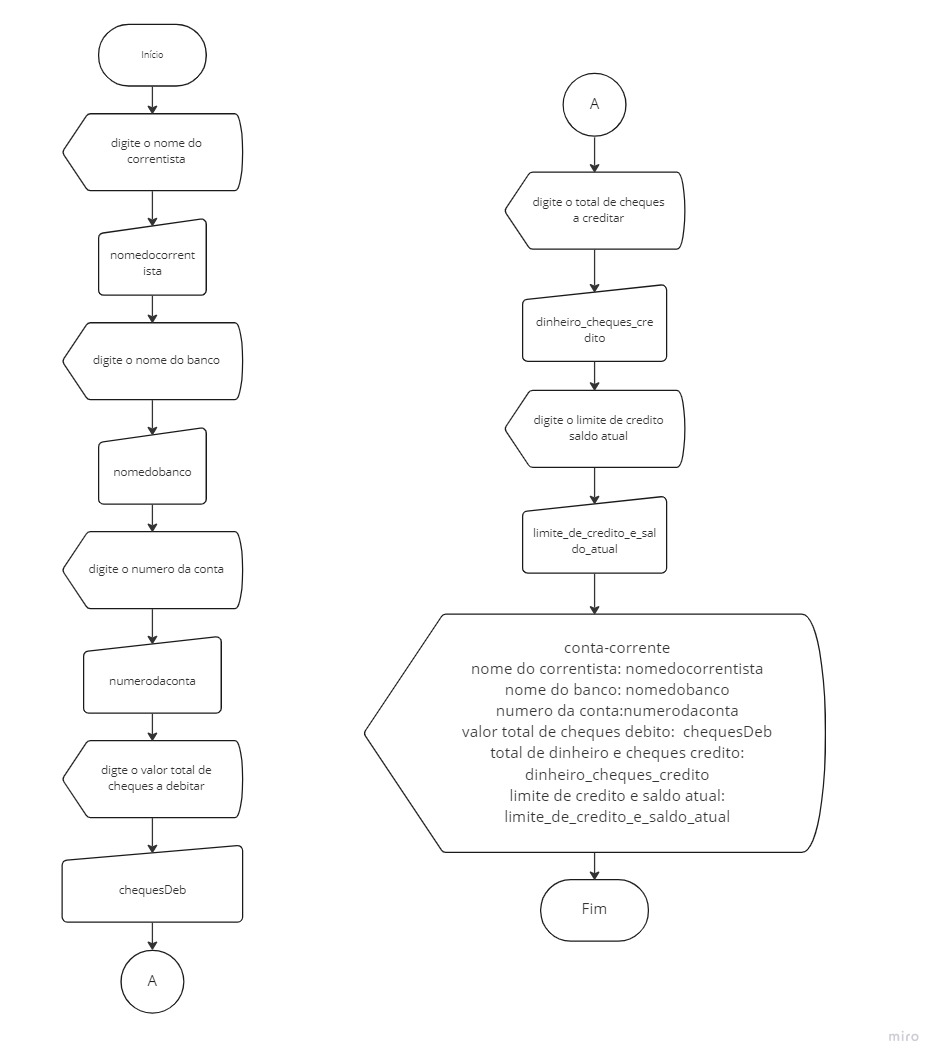 Início
digite o nome do
correntista
nomedocorrent
ista
digite o nome do banco
nomedobanco
digite o numero da conta
numerodaconta
digte o valor total de
cheques a debitar
chequesDeb
A
A
digite o total de cheques
a creditar
dinheiro_cheques_cre
dito
digite o limite de credito
saldo atual
limite_de_credito_e_sal
do_atual
conta-corrente
nome do correntista: nomedocorrentista
nome do banco: nomedobanco
numero da conta:numerodaconta
valor total de cheques debito:  chequesDeb
total de dinheiro e cheques credito:
dinheiro_cheques_credito
limite de credito e saldo atual:
limite_de_credito_e_saldo_atual
Fim
miro